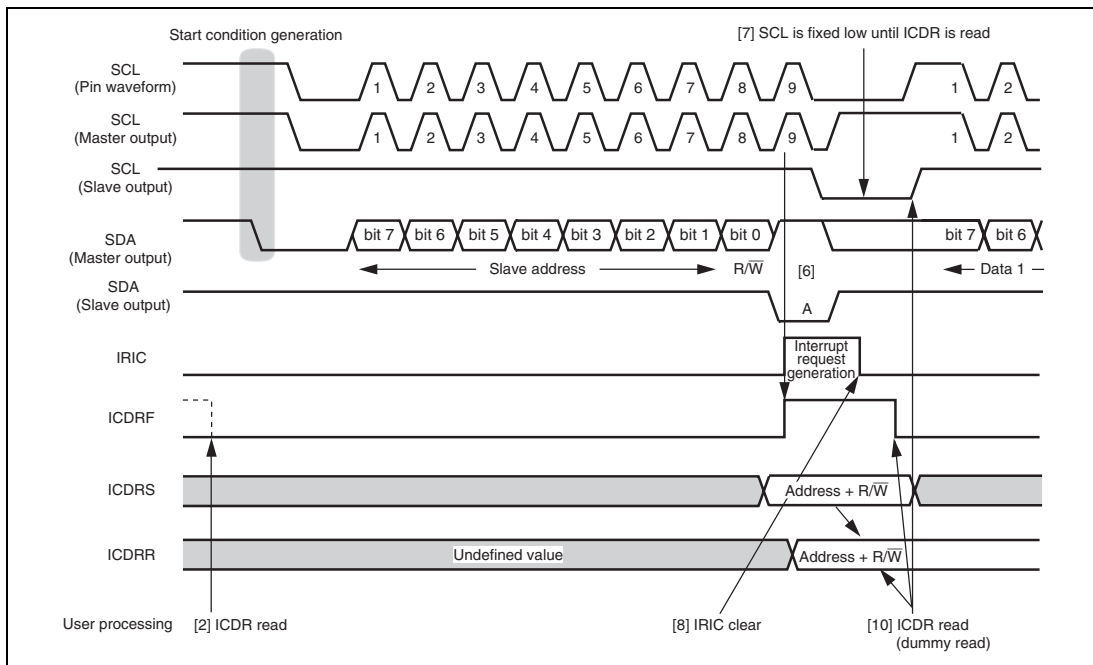 Start condition generation
[7] SCL is fixed low until ICDR is read
SCL
(Pin waveform)
1 2 3 4 5 6 7 8 9 1 2
SCL
(Master output)
1 2 3 4 5 6 7 8 9 1 2
SCL
(Slave output)
SDA
(Master output)
bit 7 bit 6 bit 5 bit 4 bit 3 bit 2 bit 1 bit 0 bit 7 bit 6
Slave address R/W̅ [6] Data 1
SDA
(Slave output)
A
IRIC
Interrupt
request
generation
ICDRF
ICDRS
Address + R/W̅
ICDRR
Undefined value
Address + R/W̅
User processing
[2] ICDR read
[8] IRIC clear
[10] ICDR read
(dummy read)